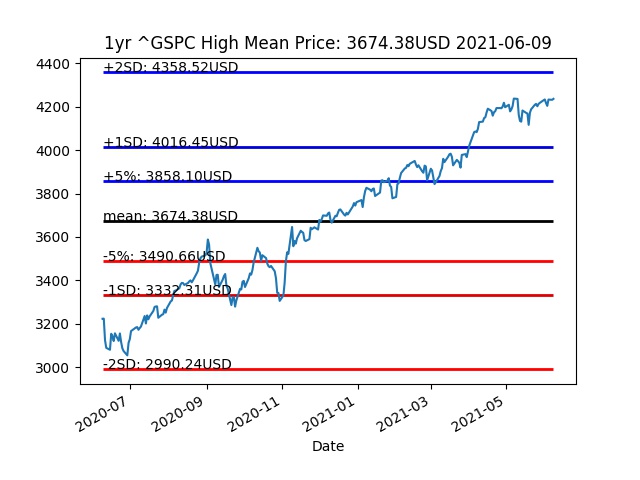 1yr ^GSPC High Mean Price: 3674.38USD 2021-06-09
4400
+2SD: 4358.52USD
4200
+1SD: 4016.45USD
4000
+5%: 3858.10USD
3800
mean: 3674.38USD
3600
-5%: 3490.66USD
3400
-1SD: 3332.31USD
3200
-2SD: 2990.24USD
3000
2020-07 2020-09 2020-11 2021-01 2021-03 2021-05
Date